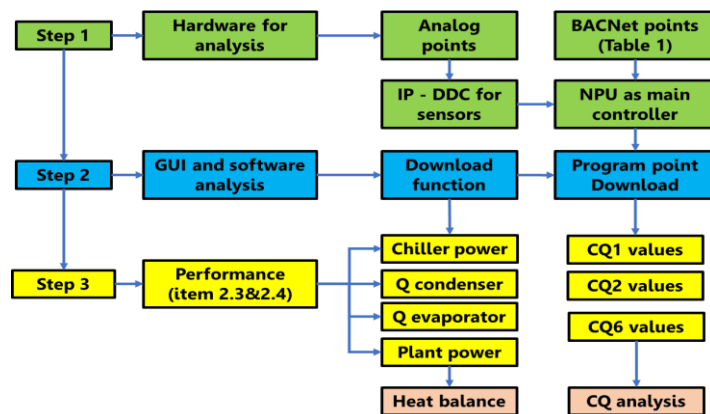 Step 1
Hardware for
analysis
Analog
points
BACNet points
(Table 1)
IP - DDC for
sensors
NPU as main
controller
Step 2
GUI and software
analysis
Download
function
Program point
Download
Step 3
Performance
(item 2.3&2.4)
Chiller power
Q condenser
Q evaporator
Plant power
Heat balance
CQ1 values
CQ2 values
CQ6 values
CQ analysis